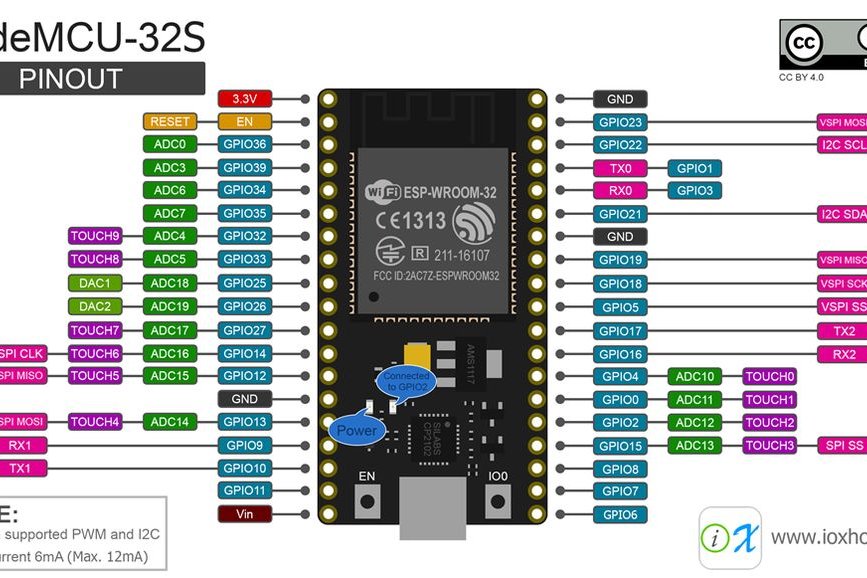 deMCU-32S
PINOUT
CC BY 4.0
3.3V
GND
RESET EN
GPIO23 VSPI MOSI
ADC0 GPIO36
GPIO22 I2C SCL
ADC3 GPIO39
TX0 GPIO1
ADC6 GPIO34
RX0 GPIO3
ADC7 GPIO35
GPIO21 I2C SDA
TOUCH9 ADC4 GPIO32
GND
TOUCH8 ADC5 GPIO33
GPIO19 VSPI MISO
DAC1 ADC18 GPIO25
GPIO18 VSPI SCK
DAC2 ADC19 GPIO26
GPIO5 VSPI SS
TOUCH7 ADC17 GPIO27
GPIO17 TX2
SPI CLK TOUCH6 ADC16 GPIO14
GPIO16 RX2
SPI MISO TOUCH5 ADC15 GPIO12
GPIO4 ADC10 TOUCH0
GND
GPIO0 ADC11 TOUCH1
SPI MOSI TOUCH4 ADC14 GPIO13
GPIO2 ADC12 TOUCH2
RX1 GPIO9
GPIO15 ADC13 TOUCH3 SPI SS
TX1 GPIO10
GPIO8
GPIO11
GPIO7
Vin
GPIO6
WiFi ESP-WROOM-32
CE1313
R 211-16107
FCC ID:2AC7Z-ESPWROOM32
AMS1117
Connected
to GPIO2
Power
SILABS
CP2102
EN
IO0
E:
supported PWM and I2C
urrent 6mA (Max. 12mA)
iX
www.ioxho